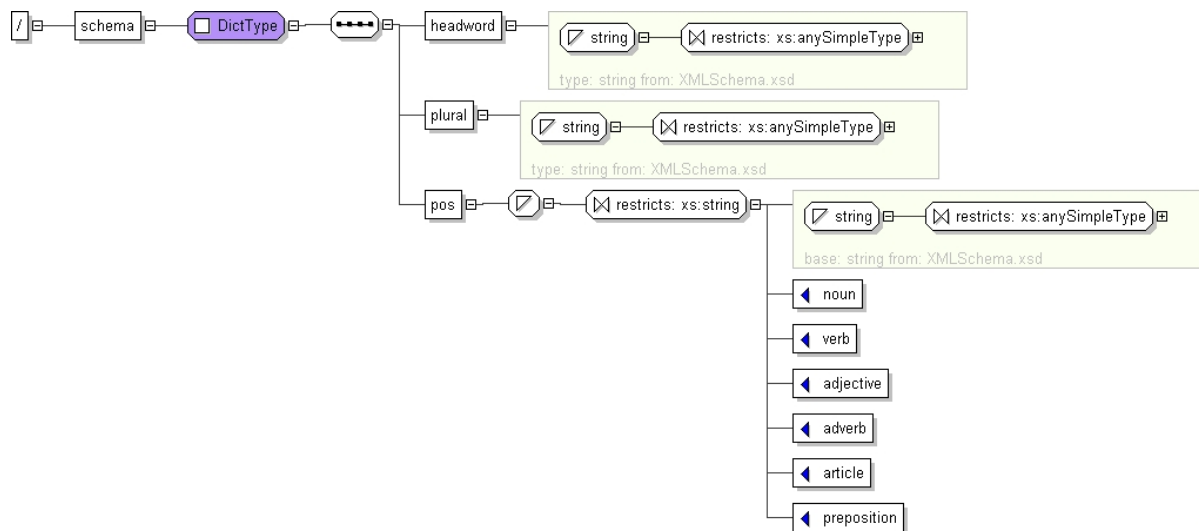 / schema DictType headword string restricts: xs:anySimpleType
type: string from: XMLSchema.xsd
plural string restricts: xs:anySimpleType
type: string from: XMLSchema.xsd
pos restricts: xs:string string restricts: xs:anySimpleType
base: string from: XMLSchema.xsd
noun
verb
adjective
adverb
article
preposition